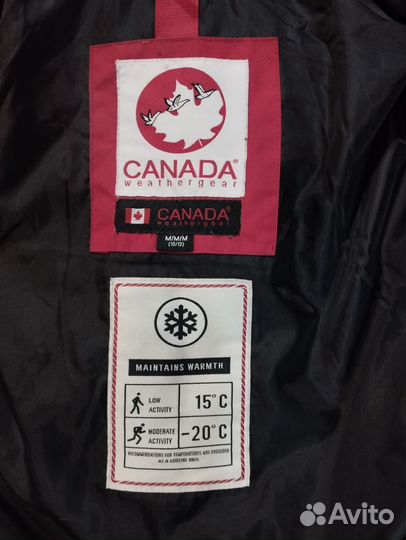 CANADA®
weathergear
CANADA®
weathergear
M/M/M
(10/12)
MAINTAINS WARMTH
LOW ACTIVITY 15°C
MODERATE ACTIVITY -20°C
RECOMMENDATIONS FOR TEMPERATURES ARE PROVIDED
AS A GUIDELINE ONLY.
Avito